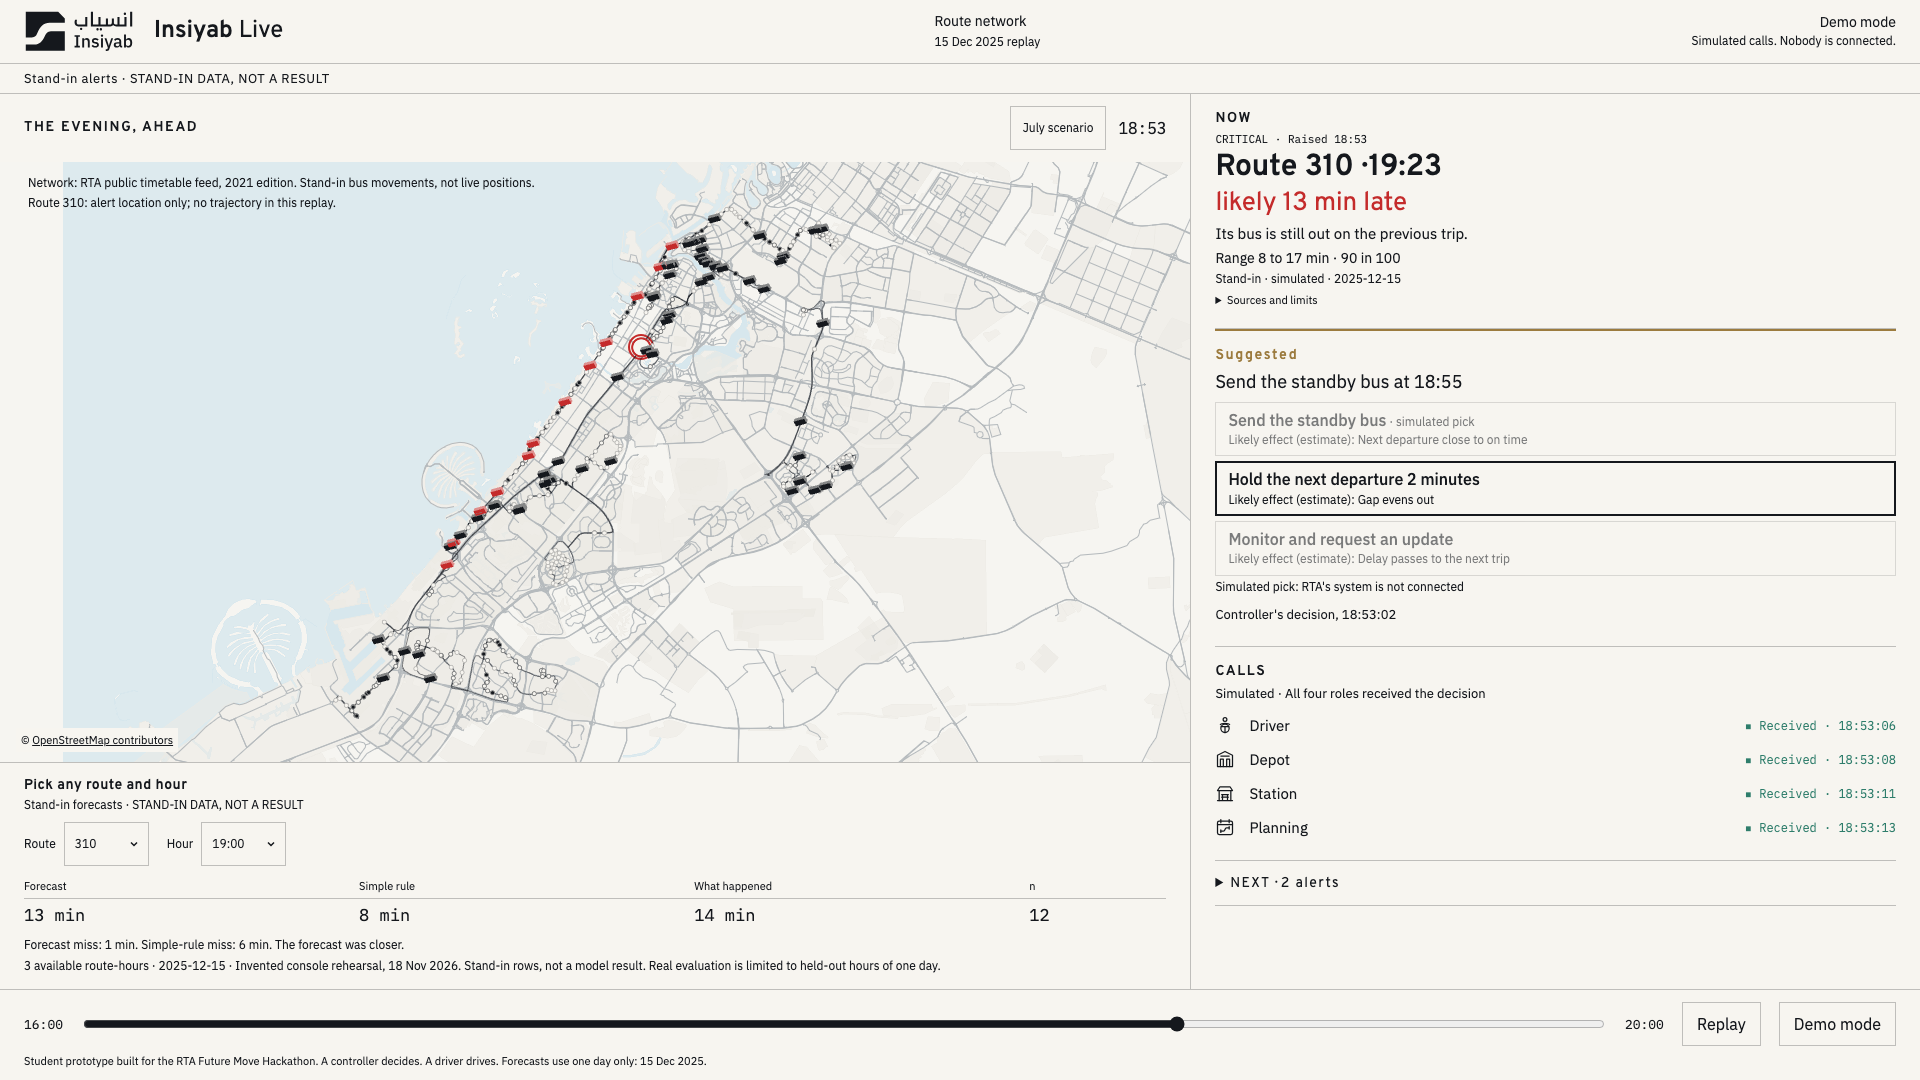 انسياب
Insiyab
Insiyab Live
Route network
15 Dec 2025 replay
Demo mode
Simulated calls. Nobody is connected.
Stand-in alerts · STAND-IN DATA, NOT A RESULT
THE EVENING, AHEAD
July scenario
18:53
Network: RTA public timetable feed, 2021 edition. Stand-in bus movements, not live positions.
Route 310: alert location only; no trajectory in this replay.
© OpenStreetMap contributors
Pick any route and hour
Stand-in forecasts · STAND-IN DATA, NOT A RESULT
Route 310 Hour 19:00
Forecast Simple rule What happened n
13 min 8 min 14 min 12
Forecast miss: 1 min. Simple-rule miss: 6 min. The forecast was closer.
3 available route-hours · 2025-12-15 · Invented console rehearsal, 18 Nov 2026. Stand-in rows, not a model result. Real evaluation is limited to held-out hours of one day.
NOW
CRITICAL · Raised 18:53
Route 310 ·19:23
likely 13 min late
Its bus is still out on the previous trip.
Range 8 to 17 min · 90 in 100
Stand-in · simulated · 2025-12-15
Sources and limits
Suggested
Send the standby bus at 18:55
Send the standby bus · simulated pick
Likely effect (estimate): Next departure close to on time
Hold the next departure 2 minutes
Likely effect (estimate): Gap evens out
Monitor and request an update
Likely effect (estimate): Delay passes to the next trip
Simulated pick: RTA's system is not connected
Controller's decision, 18:53:02
CALLS
Simulated · All four roles received the decision
Driver Received · 18:53:06
Depot Received · 18:53:08
Station Received · 18:53:11
Planning Received · 18:53:13
NEXT · 2 alerts
16:00
20:00
Replay
Demo mode
Student prototype built for the RTA Future Move Hackathon. A controller decides. A driver drives. Forecasts use one day only: 15 Dec 2025.